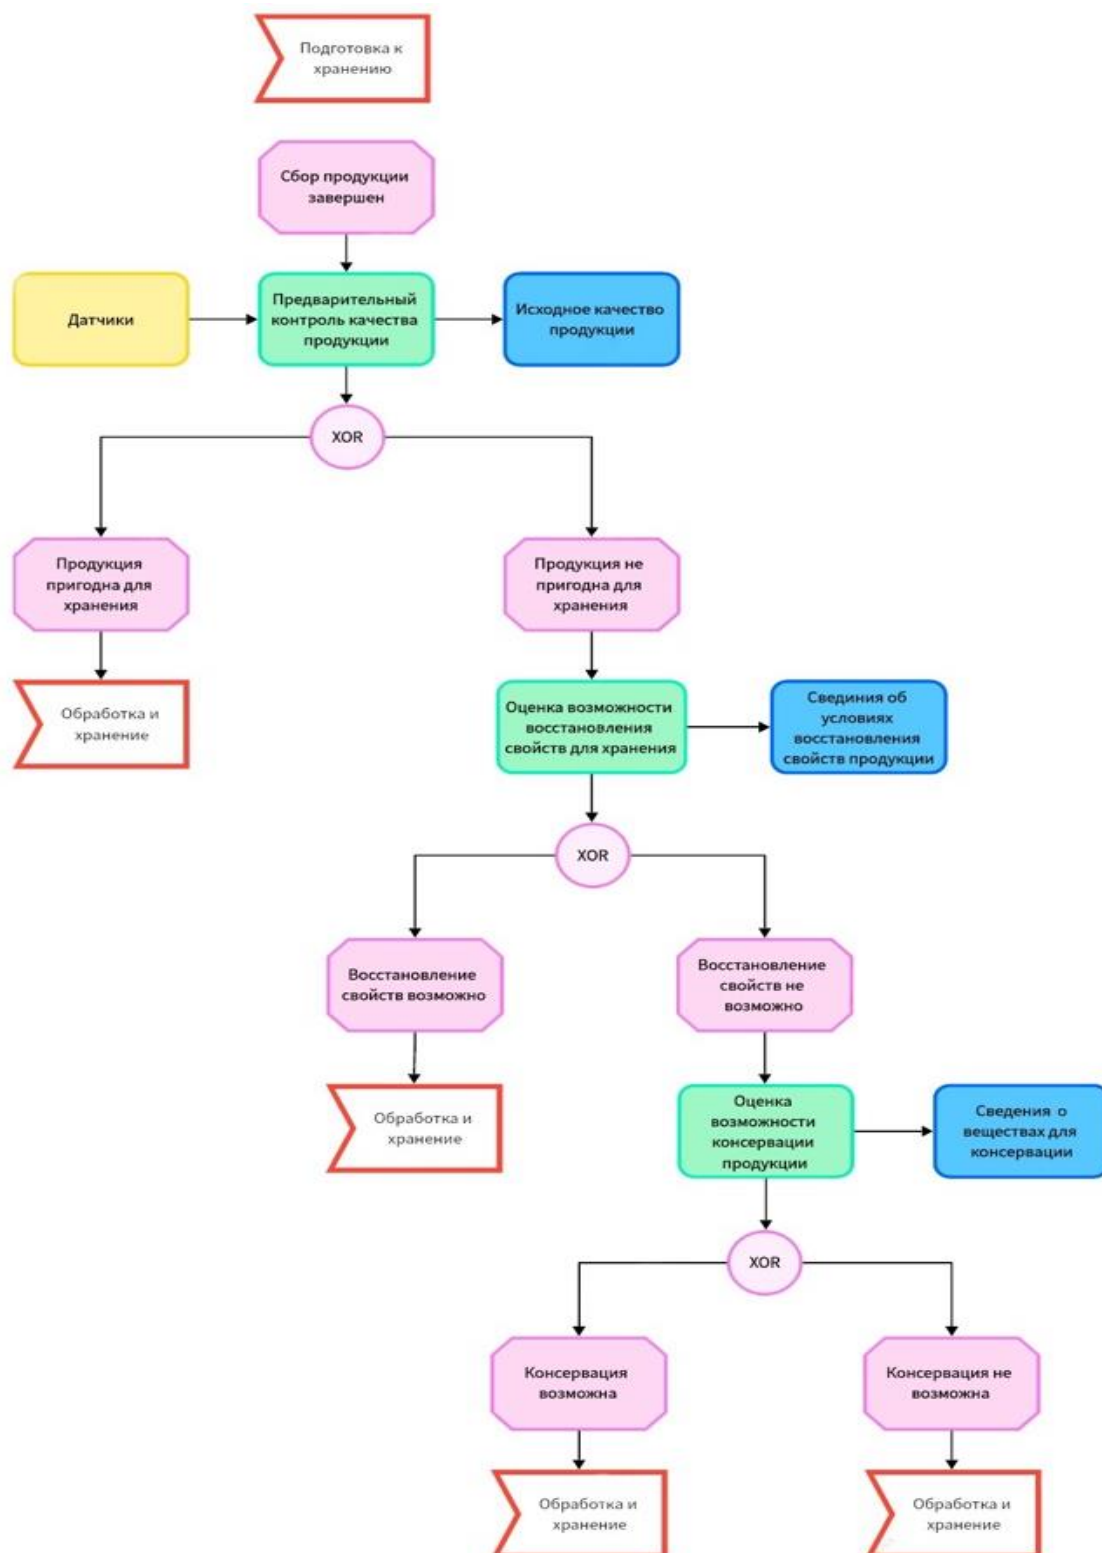 Подготовка к
хранению
Сбор продукции
завершен
Датчики
Предварительный
контроль качества
продукции
Исходное качество
продукции
XOR
Продукция
пригодна для
хранения
Продукция не
пригодна для
хранения
Обработка и
хранение
Оценка возможности
восстановления
свойств для хранения
Свединия об
условиях
восстановления
свойств продукции
XOR
Восстановление
свойств возможно
Восстановление
свойств не
возможно
Обработка и
хранение
Оценка
возможности
консервации
продукции
Сведения о
веществах для
консервации
XOR
Консервация
возможна
Консервация не
возможна
Обработка и
хранение
Обработка и
хранение